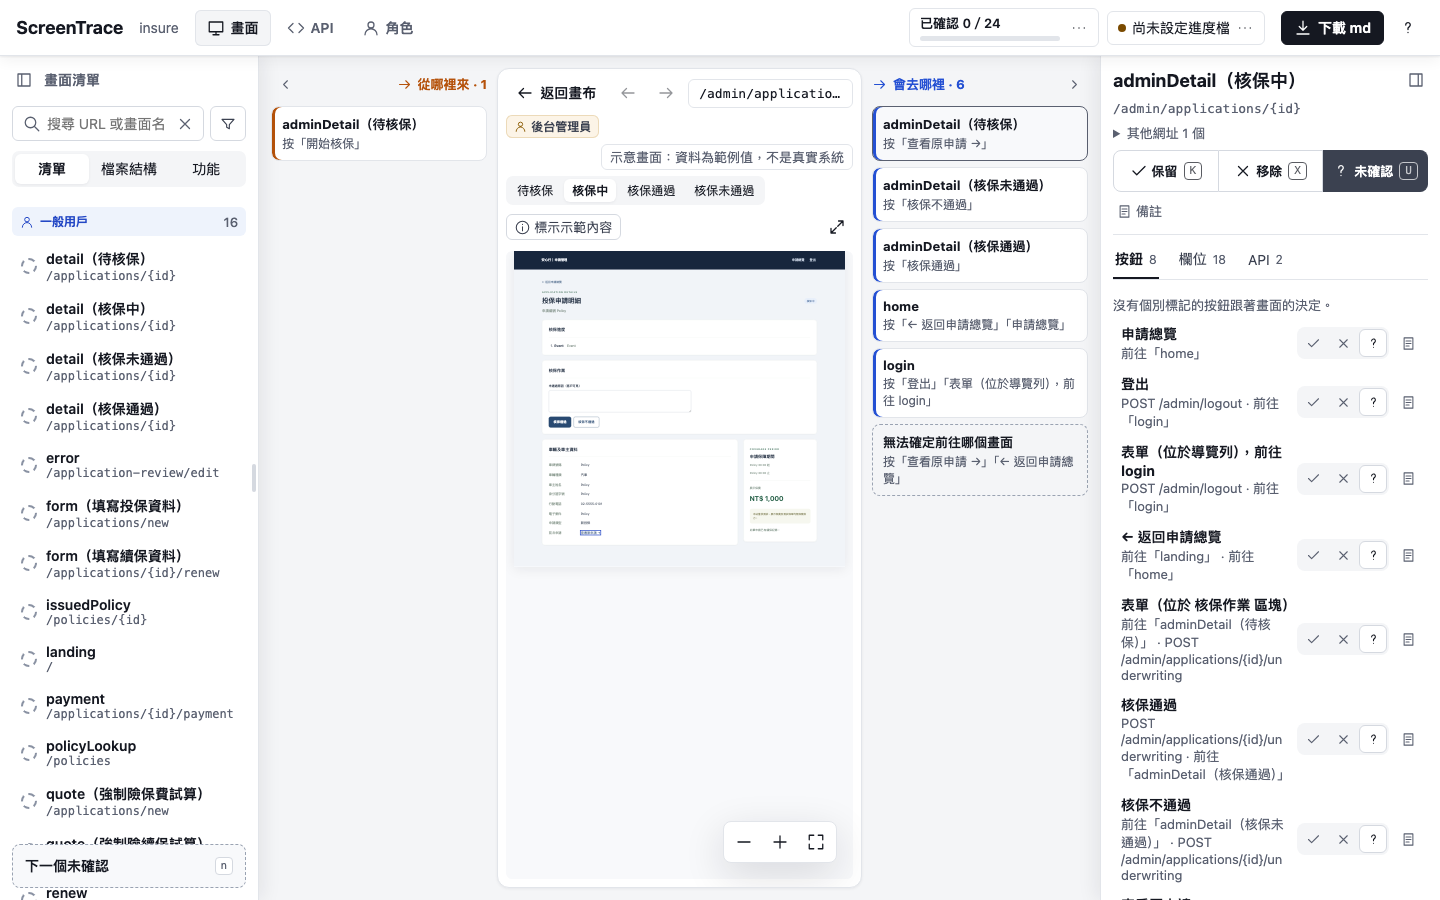 ScreenTrace
insure
畫面
API
角色
已確認 0 / 24
尚未設定進度檔
下載 md
?
畫面清單
搜尋 URL 或畫面名
清單
檔案結構
功能
一般用戶
16
detail（待核保）
/applications/{id}
detail（核保中）
/applications/{id}
detail（核保未通過）
/applications/{id}
detail（核保通過）
/applications/{id}
error
/application-review/edit
form（填寫投保資料）
/applications/new
form（填寫續保資料）
/applications/{id}/renew
issuedPolicy
/policies/{id}
landing
/
payment
/applications/{id}/payment
policyLookup
/policies
quote（強制險保費試算）
/applications/new
quote（強制險續保試算）
下一個未確認
n
renew
→ 從哪裡來 · 1
adminDetail（待核保）
按「開始核保」
← 返回畫布
← →
/admin/applicatio…
後台管理員
示意畫面：資料為範例值，不是真實系統
待核保
核保中
核保通過
核保未通過
標示示範內容
投保申請明細
NT$ 1,000
→ 會去哪裡 · 6
adminDetail（待核保）
按「查看原申請 →」
adminDetail（核保未通過）
按「核保不通過」
adminDetail（核保通過）
按「核保通過」
home
按「← 返回申請總覽」「申請總覽」
login
按「登出」「表單（位於導覽列），前
往 login」
無法確定前往哪個畫面
按「查看原申請 →」「← 返回申請總
覽」
adminDetail（核保中）
/admin/applications/{id}
其他網址 1 個
保留 K
移除 X
? 未確認 U
備註
按鈕 8
欄位 18
API 2
沒有個別標記的按鈕跟著畫面的決定。
申請總覽
前往「home」
?
登出
POST /admin/logout · 前往
「login」
?
表單（位於導覽列），前往
login
POST /admin/logout · 前往
「login」
?
← 返回申請總覽
前往「landing」 · 前往
「home」
?
表單（位於 核保作業 區塊）
前往「adminDetail（待核
保）」 · POST
/admin/applications/{id}/un
derwriting
?
核保通過
POST
/admin/applications/{id}/un
derwriting · 前往
「adminDetail（核保通過）」
?
核保不通過
前往「adminDetail（核保未
通過）」 · POST
/admin/applications/{id}/un
derwriting
?